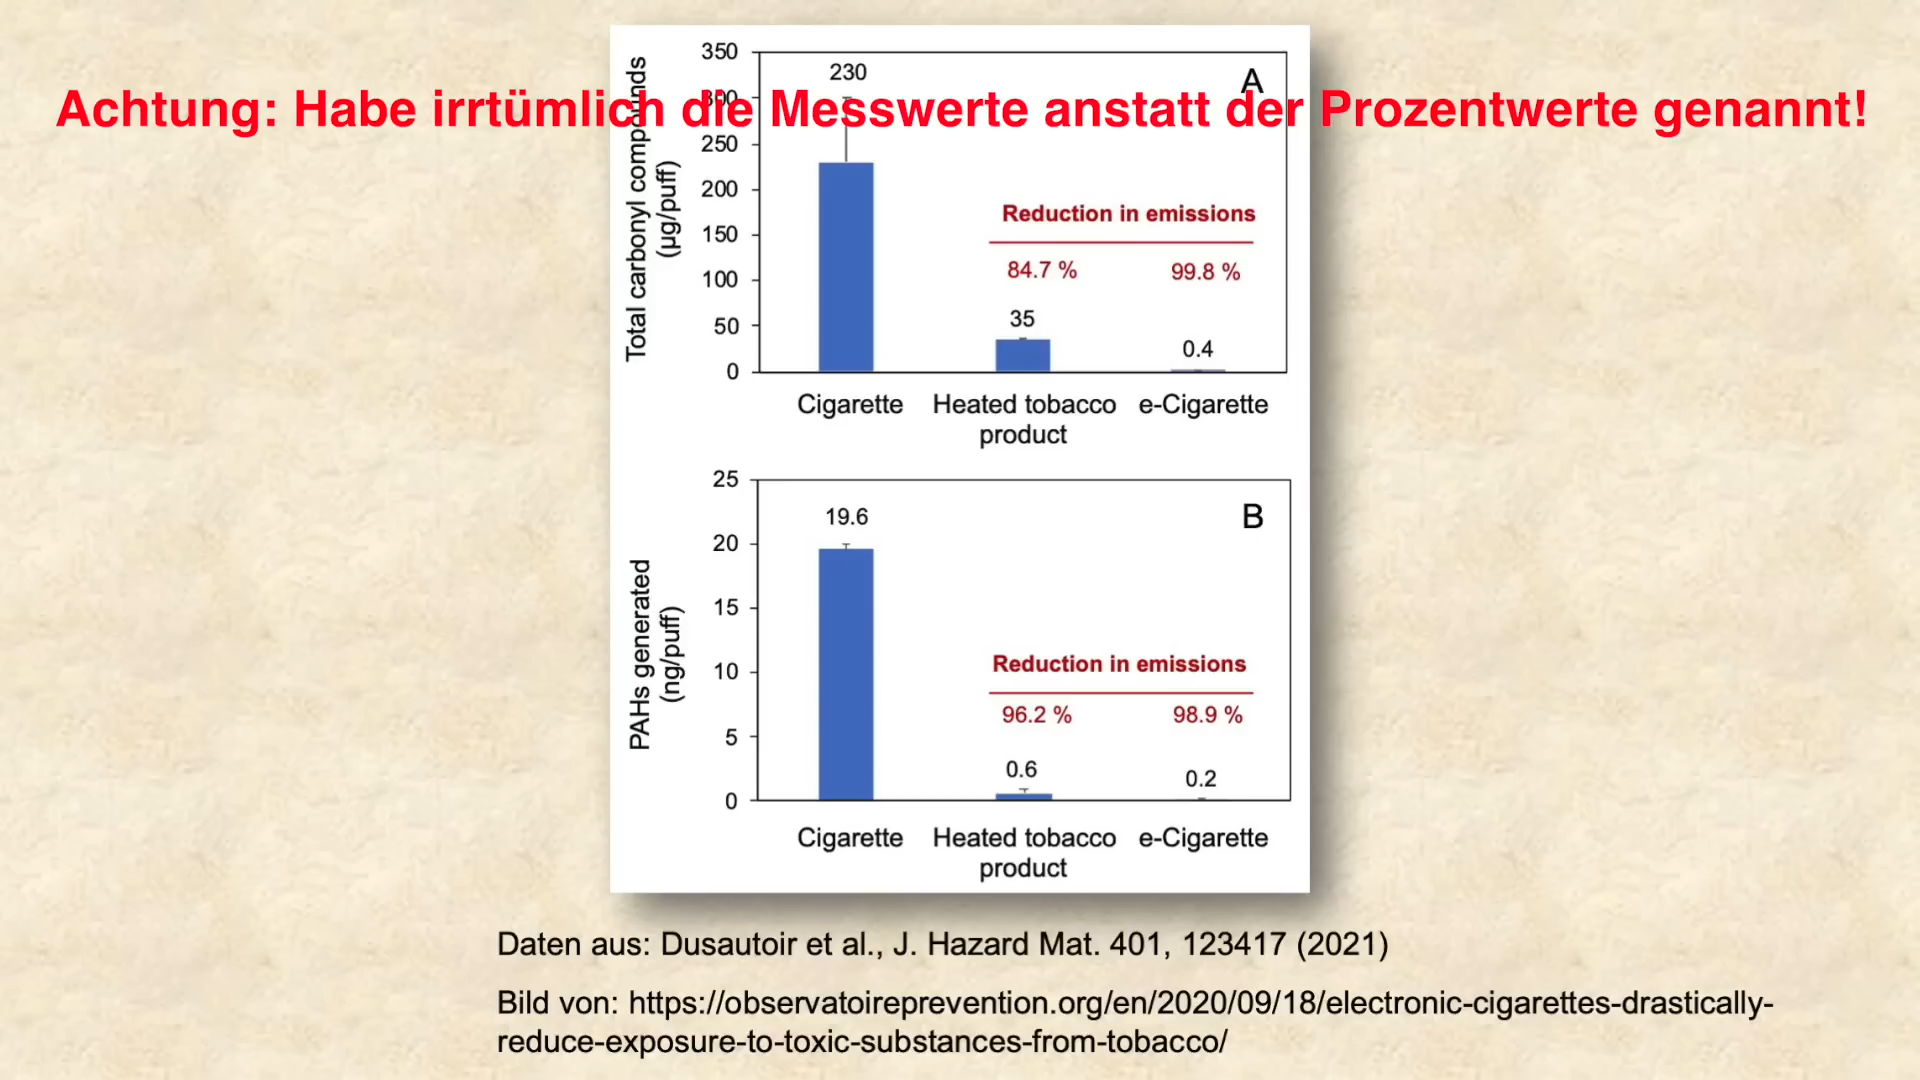 Achtung: Habe irrtümlich die Messwerte anstatt der Prozentwerte genannt!
A
Total carbonyl compounds
(µg/puff)
350
300
250
200
150
100
50
0
230
35
0.4
Reduction in emissions
84.7 % 99.8 %
Cigarette Heated tobacco e-Cigarette
product
B
PAHs generated
(ng/puff)
25
20
15
10
5
0
19.6
0.6
0.2
Reduction in emissions
96.2 % 98.9 %
Cigarette Heated tobacco e-Cigarette
product
Daten aus: Dusautoir et al., J. Hazard Mat. 401, 123417 (2021)
Bild von: https://observatoireprevention.org/en/2020/09/18/electronic-cigarettes-drastically-
reduce-exposure-to-toxic-substances-from-tobacco/